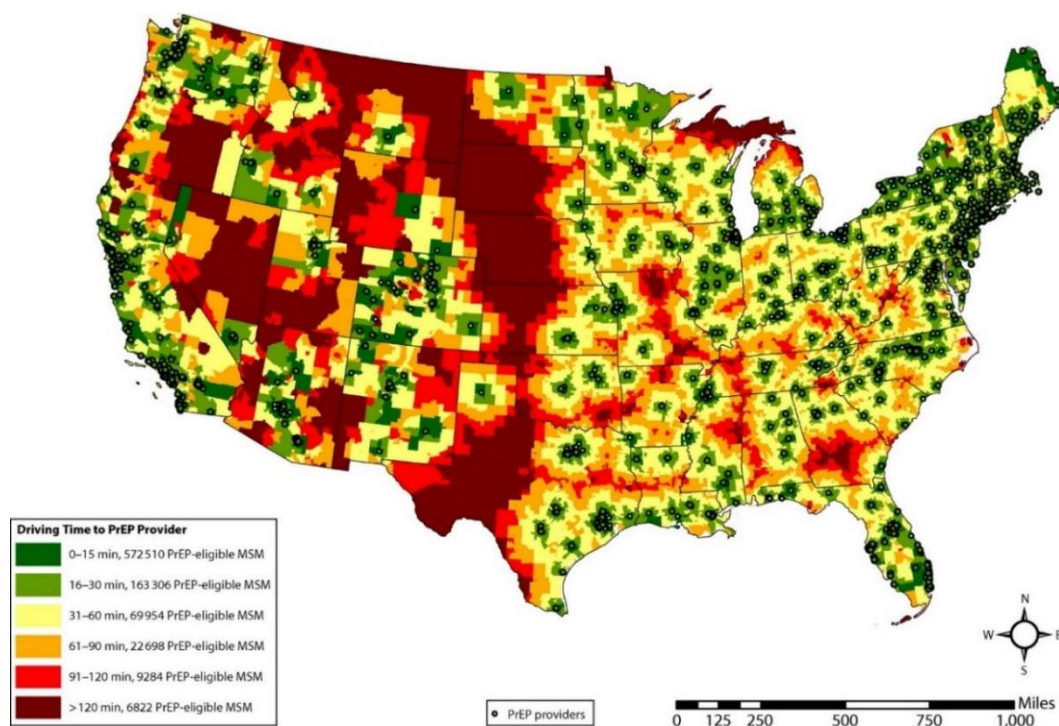 Driving Time to PrEP Provider
0–15 min, 572 510 PrEP-eligible MSM
16–30 min, 163 306 PrEP-eligible MSM
31–60 min, 69 954 PrEP-eligible MSM
61–90 min, 22 698 PrEP-eligible MSM
91–120 min, 9284 PrEP-eligible MSM
>120 min, 6822 PrEP-eligible MSM
PrEP providers
N
W E
S
Miles
0 125 250 500 750 1,000